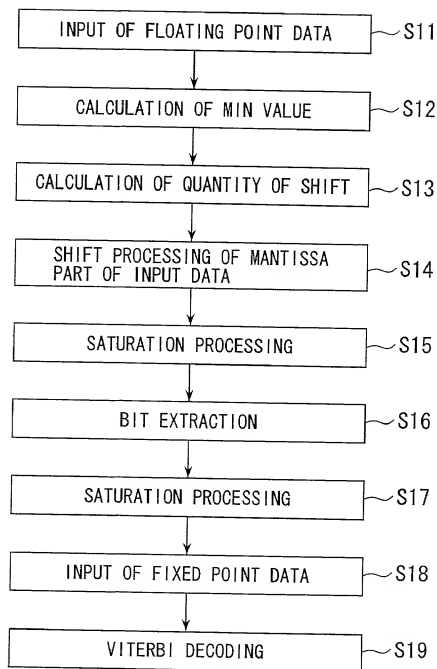 INPUT OF FLOATING POINT DATA S11
CALCULATION OF MIN VALUE S12
CALCULATION OF QUANTITY OF SHIFT S13
SHIFT PROCESSING OF MANTISSA
PART OF INPUT DATA S14
SATURATION PROCESSING S15
BIT EXTRACTION S16
SATURATION PROCESSING S17
INPUT OF FIXED POINT DATA S18
VITERBI DECODING S19